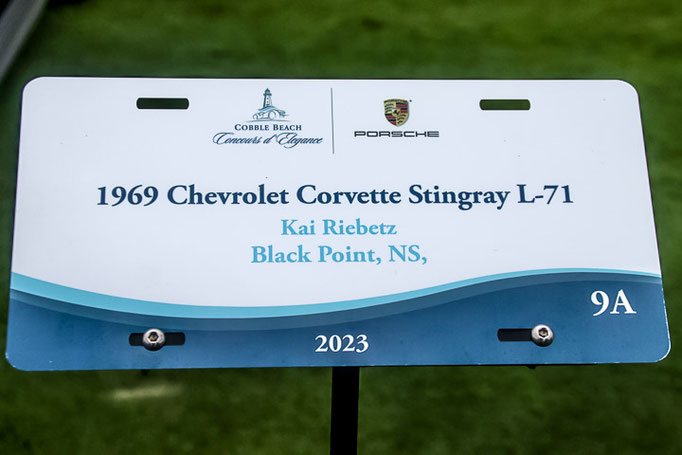 COBBLE BEACH
Concours d'Elegance
PORSCHE
1969 Chevrolet Corvette Stingray L-71
Kai Riebetz
Black Point, NS,
9A
2023